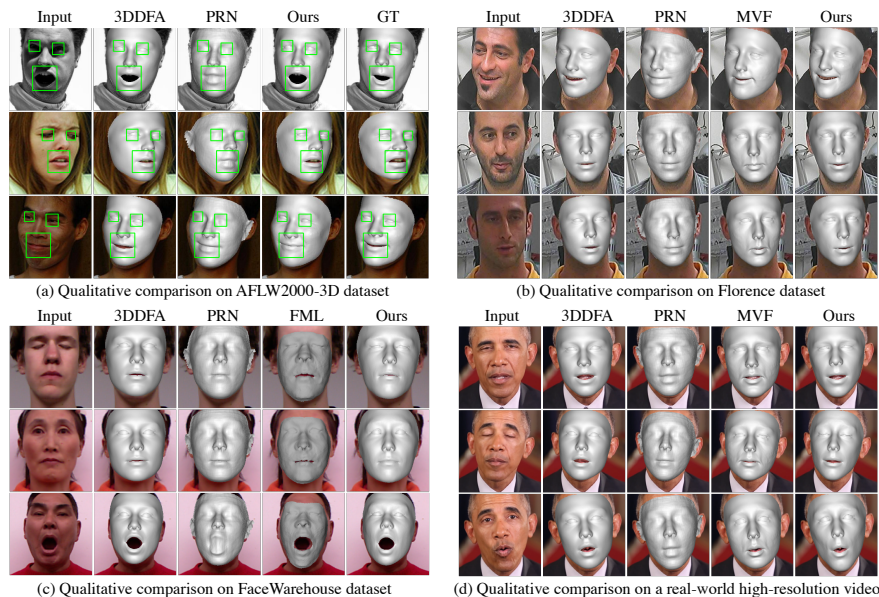 Input 3DDFA PRN Ours GT
Input 3DDFA PRN MVF Ours
(a) Qualitative comparison on AFLW2000-3D dataset
(b) Qualitative comparison on Florence dataset
Input 3DDFA PRN FML Ours
Input 3DDFA PRN MVF Ours
(c) Qualitative comparison on FaceWarehouse dataset
(d) Qualitative comparison on a real-world high-resolution video